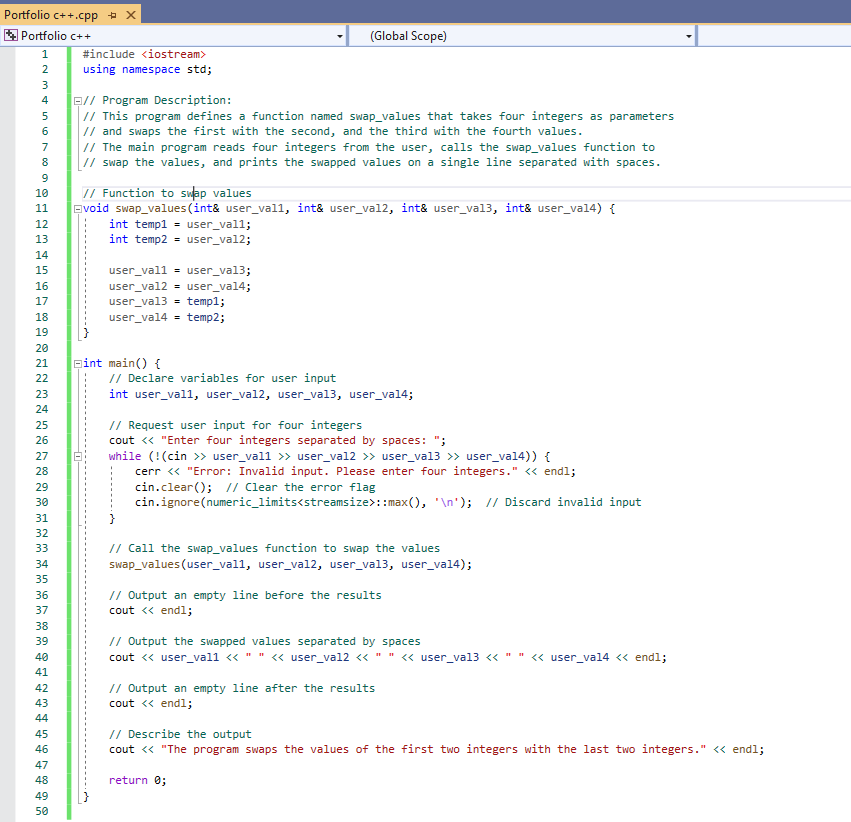 Portfolio c++.cpp
Portfolio c++ (Global Scope)
1 #include <iostream>
2 using namespace std;
3
4 // Program Description:
5 // This program defines a function named swap_values that takes four integers as parameters
6 // and swaps the first with the second, and the third with the fourth values.
7 // The main program reads four integers from the user, calls the swap_values function to
8 // swap the values, and prints the swapped values on a single line separated with spaces.
9
10 // Function to swap values
11 void swap_values(int& user_val1, int& user_val2, int& user_val3, int& user_val4) {
12 int temp1 = user_val1;
13 int temp2 = user_val2;
14
15 user_val1 = user_val3;
16 user_val2 = user_val4;
17 user_val3 = temp1;
18 user_val4 = temp2;
19 }
20
21 int main() {
22 // Declare variables for user input
23 int user_val1, user_val2, user_val3, user_val4;
24
25 // Request user input for four integers
26 cout << "Enter four integers separated by spaces: ";
27 while (!(cin >> user_val1 >> user_val2 >> user_val3 >> user_val4)) {
28 cerr << "Error: Invalid input. Please enter four integers." << endl;
29 cin.clear(); // Clear the error flag
30 cin.ignore(numeric_limits<streamsize>::max(), '\n'); // Discard invalid input
31 }
32
33 // Call the swap_values function to swap the values
34 swap_values(user_val1, user_val2, user_val3, user_val4);
35
36 // Output an empty line before the results
37 cout << endl;
38
39 // Output the swapped values separated by spaces
40 cout << user_val1 << " " << user_val2 << " " << user_val3 << " " << user_val4 << endl;
41
42 // Output an empty line after the results
43 cout << endl;
44
45 // Describe the output
46 cout << "The program swaps the values of the first two integers with the last two integers." << endl;
47
48 return 0;
49 }
50